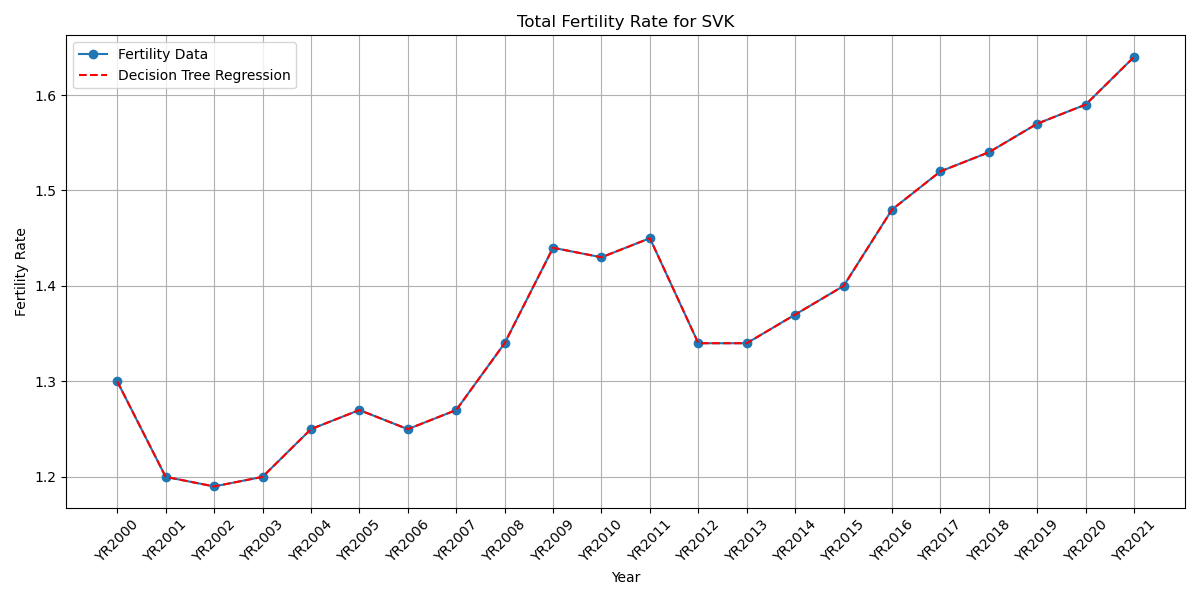 Total Fertility Rate for SVK
Fertility Data
Decision Tree Regression
Fertility Rate
1.6
1.5
1.4
1.3
1.2
YR2000
YR2001
YR2002
YR2003
YR2004
YR2005
YR2006
YR2007
YR2008
YR2009
YR2010
YR2011
YR2012
YR2013
YR2014
YR2015
YR2016
YR2017
YR2018
YR2019
YR2020
YR2021
Year